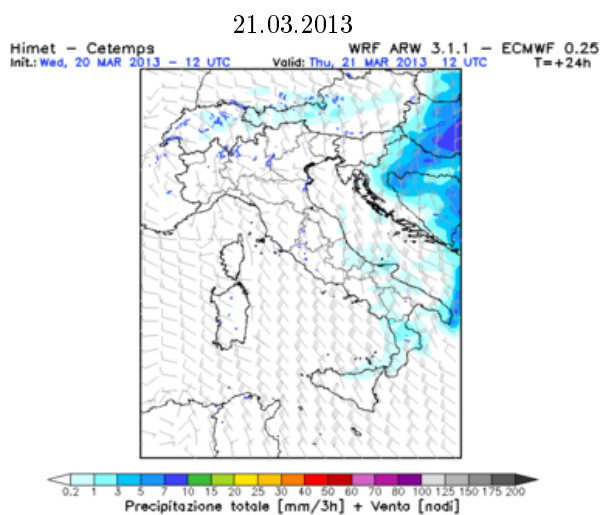 21.03.2013
Himet - Cetemps WRF ARW 3.1.1 - ECMWF 0.25
Init.: Wed, 20 MAR 2013 - 12 UTC Valid: Thu, 21 MAR 2013 12 UTC T=+24h
0.2 1 3 5 7 10 15 20 25 30 40 50 60 70 80 100 125 150 175 200
Precipitazione totale [mm/3h] + Vento [nodi]